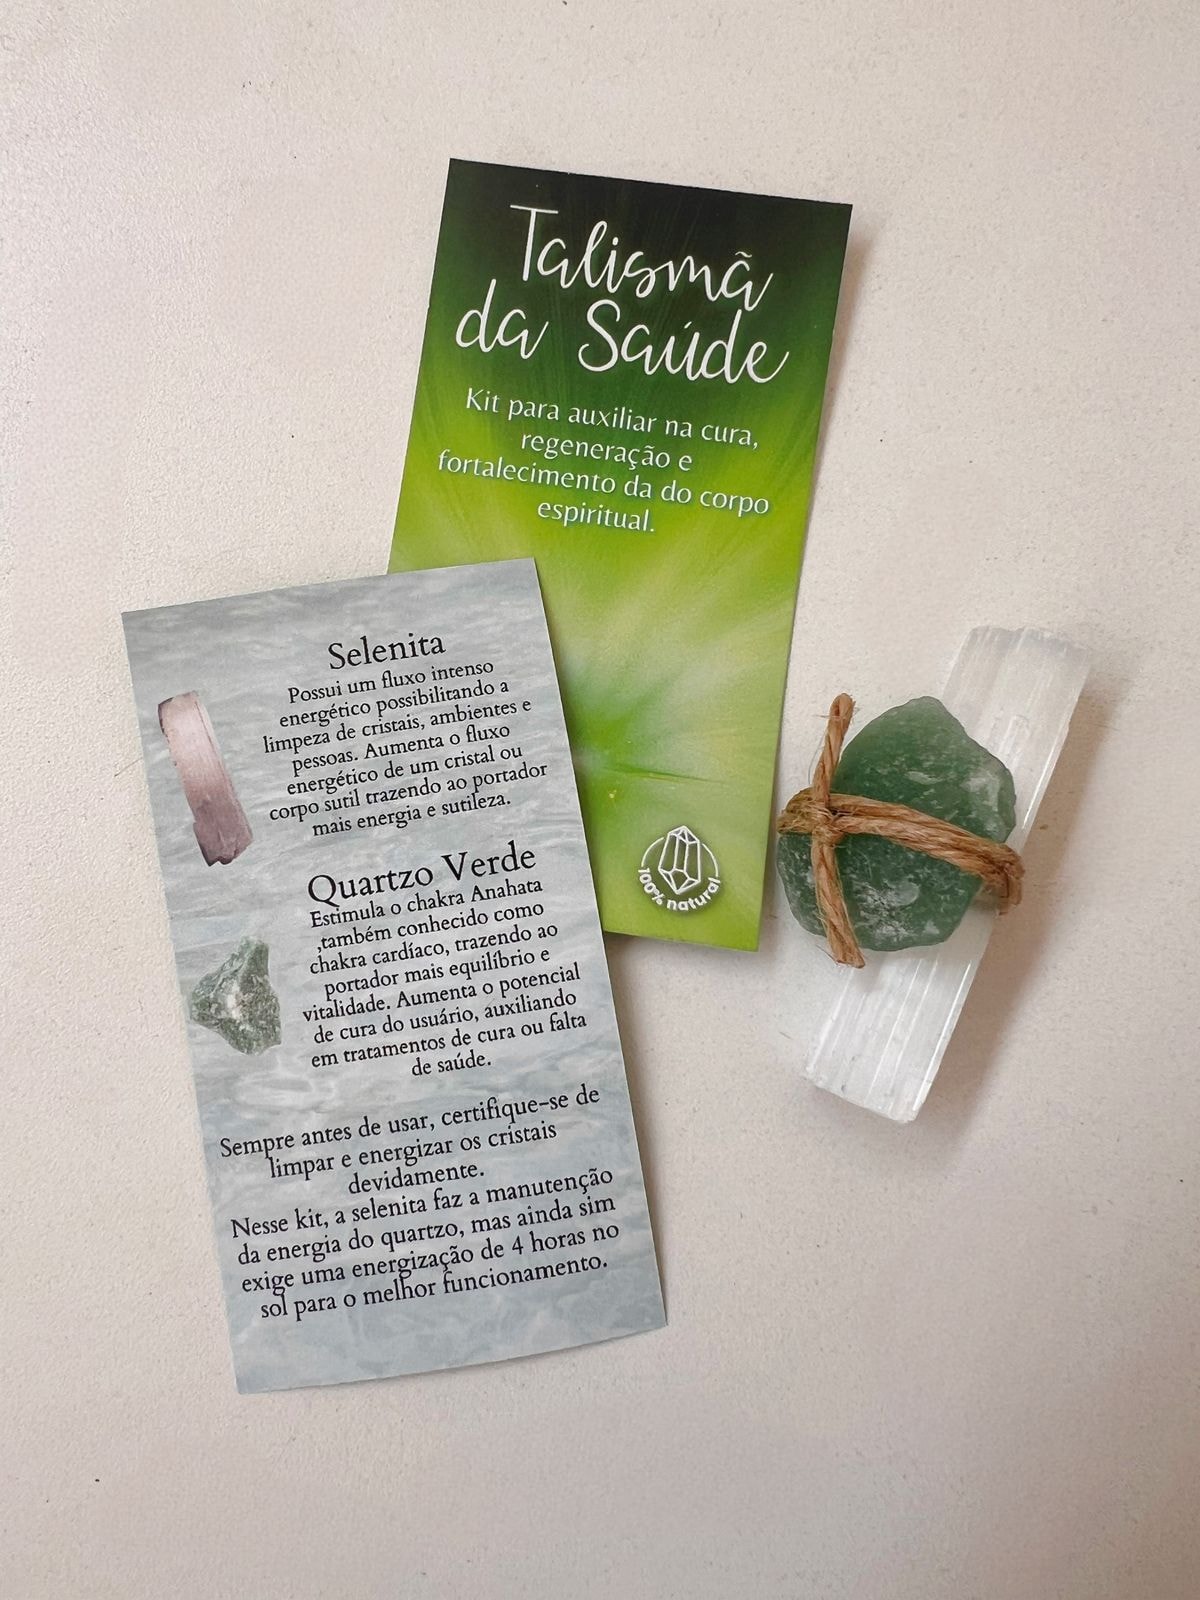 Talismã
da Saúde
Kit para auxiliar na cura,
regeneração e
fortalecimento da do corpo
espiritual.
100% natural
Selenita
Possui um fluxo intenso
energético possibilitando a
limpeza de cristais, ambientes e
pessoas. Aumenta o fluxo
energético de um cristal ou
corpo sutil trazendo ao portador
mais energia e sutileza.
Quartzo Verde
Estimula o chakra Anahata
,também conhecido como
chakra cardíaco, trazendo ao
portador mais equilíbrio e
vitalidade. Aumenta o potencial
de cura do usuário, auxiliando
em tratamentos de cura ou falta
de saúde.
Sempre antes de usar, certifique-se de
limpar e energizar os cristais
devidamente.
Nesse kit, a selenita faz a manutenção
da energia do quartzo, mas ainda sim
exige uma energização de 4 horas no
sol para o melhor funcionamento.